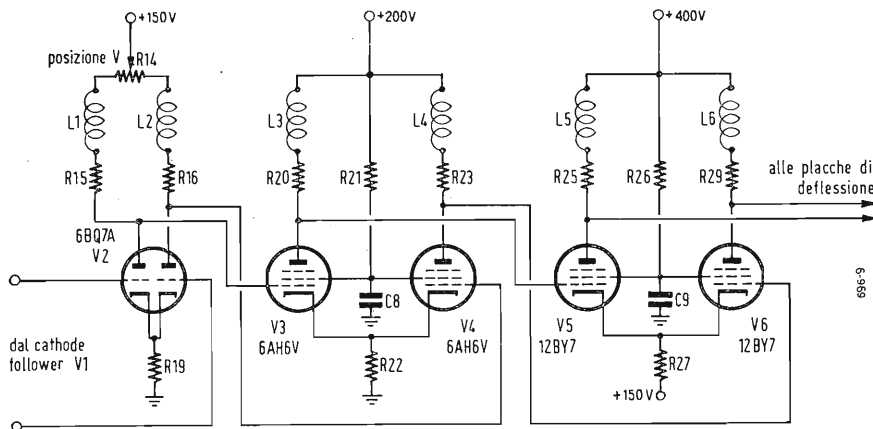 +150V
+200V
+400V
posizione V
R14
L1
L2
L3
L4
L5
L6
R15
R16
R20
R21
R23
R25
R26
R29
alle placche di
deflessione
6BQ7A
V2
C8
C9
V3
6AH6V
V4
6AH6V
V5
12BY7
V6
12BY7
dal cathode
follower V1
R19
R22
R27
+150V
6-969